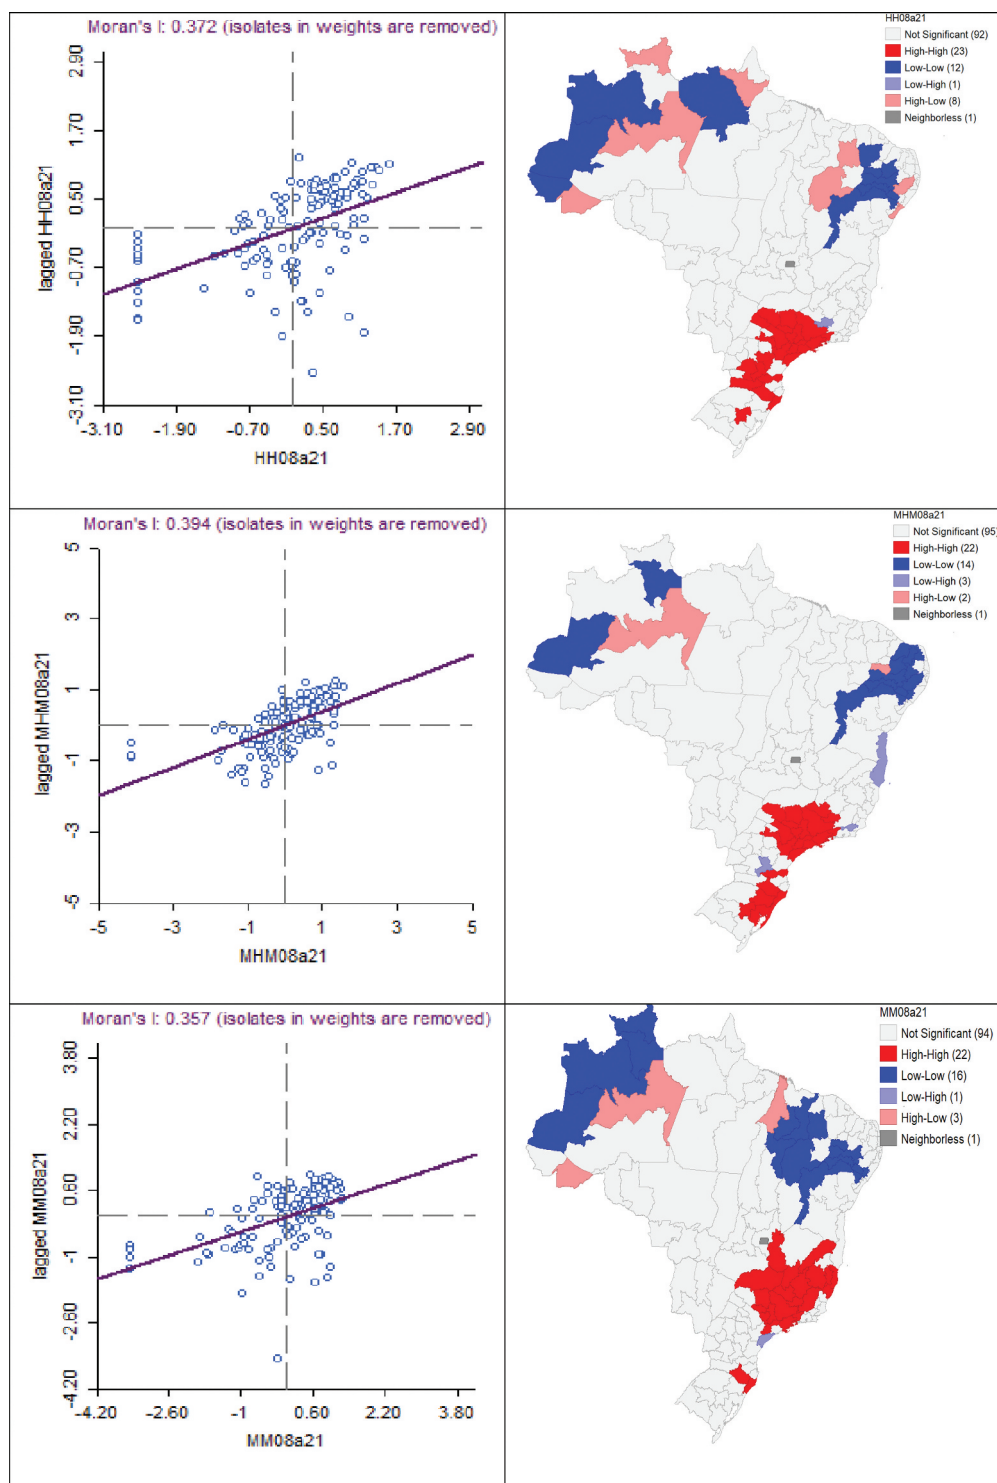 Moran's I: 0.372 (isolates in weights are removed)
2.90
1.70
0.50
-0.70
-1.90
-3.10
lagged HH08a21
-3.10 -1.90 -0.70 0.50 1.70 2.90
HH08a21
HH08a21
Not Significant (92)
High-High (23)
Low-Low (12)
Low-High (1)
High-Low (8)
Neighborless (1)
Moran's I: 0.394 (isolates in weights are removed)
5
3
1
-1
-3
-5
lagged MHM08a21
-5 -3 -1 1 3 5
MHM08a21
MHM08a21
Not Significant (95)
High-High (22)
Low-Low (14)
Low-High (3)
High-Low (2)
Neighborless (1)
Moran's I: 0.357 (isolates in weights are removed)
3.80
2.20
0.60
-1
-2.60
-4.20
lagged MM08a21
-4.20 -2.60 -1 0.60 2.20 3.80
MM08a21
MM08a21
Not Significant (94)
High-High (22)
Low-Low (16)
Low-High (1)
High-Low (3)
Neighborless (1)